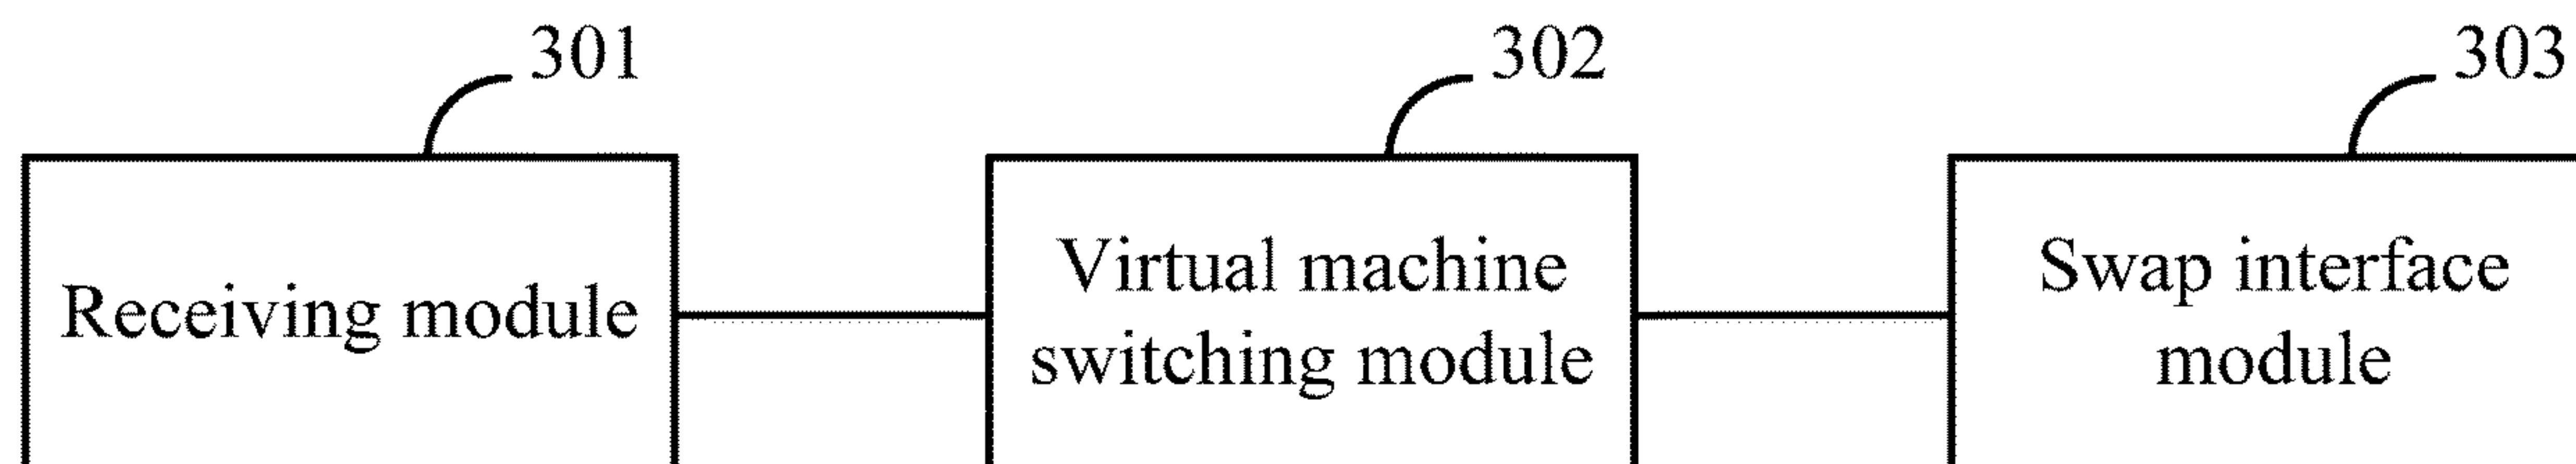 301
302
303
Receiving module
Virtual machine
switching module
Swap interface
module